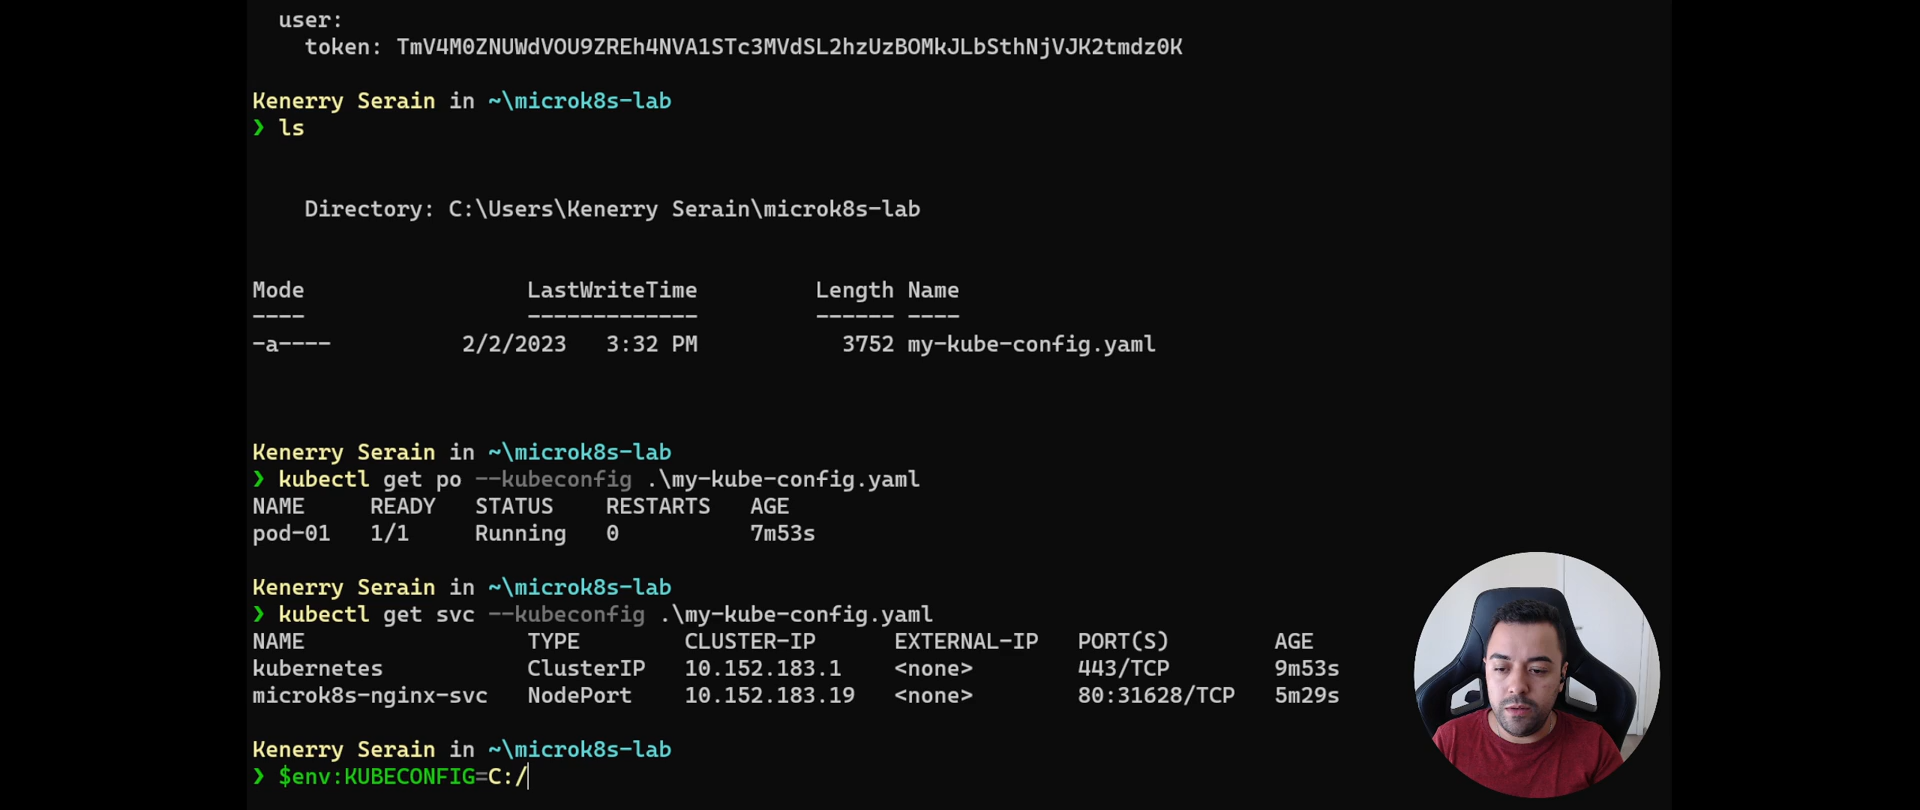 user:
token: TmV4M0ZNUWdVOU9ZREh4NVA1STc3MVdSL2hzUzBOMkJLbSthNjVJK2tmdz0K
Kenerry Serain in ~\microk8s-lab
❯ ls
Directory: C:\Users\Kenerry Serain\microk8s-lab
Mode LastWriteTime Length Name
---- ------------- ------ ----
-a---- 2/2/2023 3:32 PM 3752 my-kube-config.yaml
Kenerry Serain in ~\microk8s-lab
❯ kubectl get po --kubeconfig .\my-kube-config.yaml
NAME READY STATUS RESTARTS AGE
pod-01 1/1 Running 0 7m53s
Kenerry Serain in ~\microk8s-lab
❯ kubectl get svc --kubeconfig .\my-kube-config.yaml
NAME TYPE CLUSTER-IP EXTERNAL-IP PORT(S) AGE
kubernetes ClusterIP 10.152.183.1 <none> 443/TCP 9m53s
microk8s-nginx-svc NodePort 10.152.183.19 <none> 80:31628/TCP 5m29s
Kenerry Serain in ~\microk8s-lab
❯ $env:KUBECONFIG=C:/